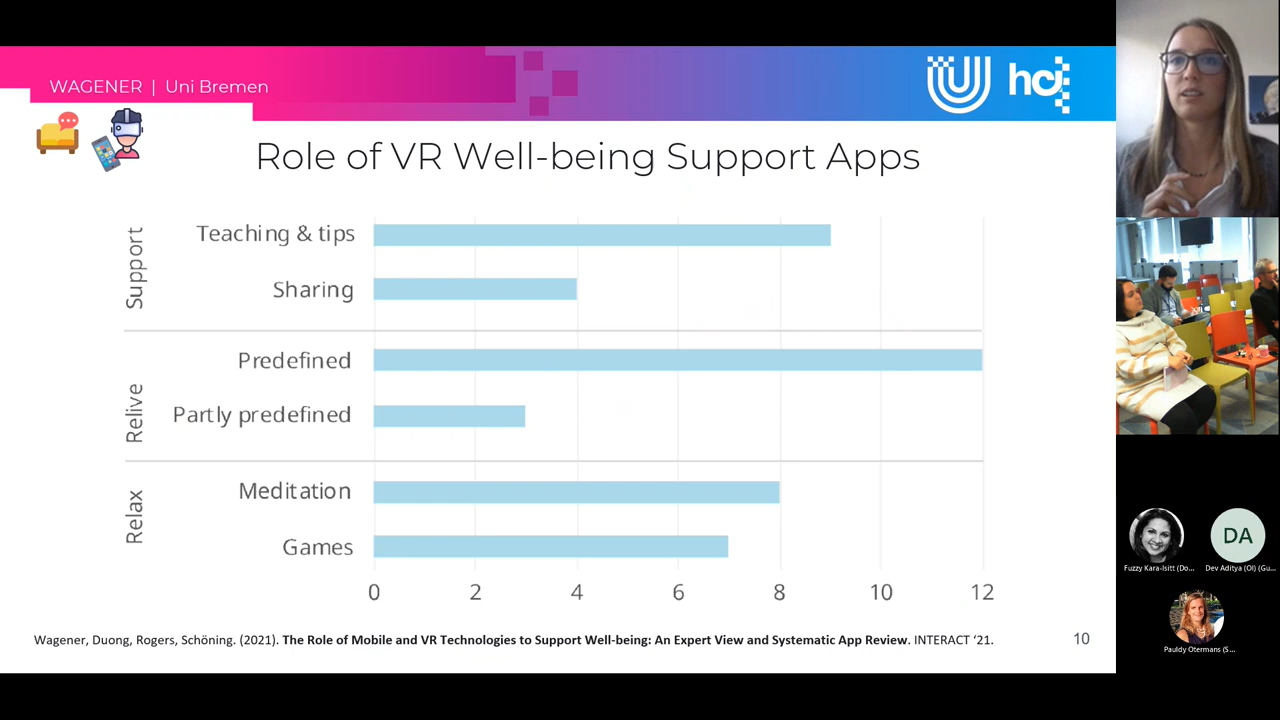 WAGENER | Uni Bremen
hci
Role of VR Well-being Support Apps
Support
Teaching & tips
Sharing
Relive
Predefined
Partly predefined
Relax
Meditation
Games
0 2 4 6 8 10 12
Wagener, Duong, Rogers, Schöning. (2021). The Role of Mobile and VR Technologies to Support Well-being: An Expert View and Systematic App Review. INTERACT ‘21.
10
Fuzzy Kara-Isitt (Do...
DA
Dev Aditya (OI) (Gu...
Pauldy Otermans (S...